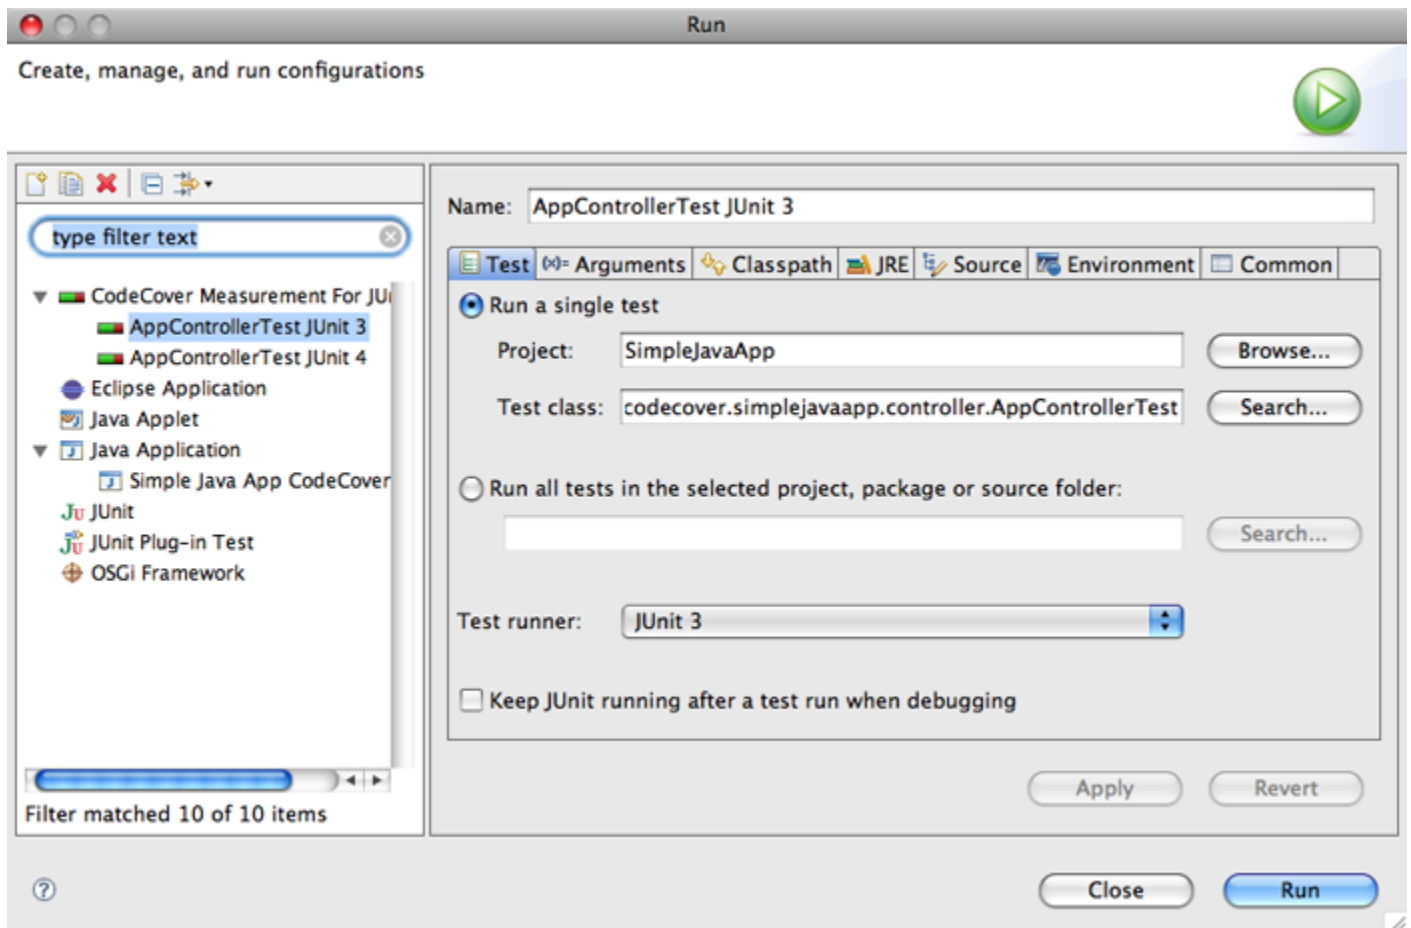 Run
Create, manage, and run configurations
type filter text
CodeCover Measurement For JU
AppControllerTest JUnit 3
AppControllerTest JUnit 4
Eclipse Application
Java Applet
Java Application
Simple Java App CodeCover
JUnit
JUnit Plug-in Test
OSGi Framework
Filter matched 10 of 10 items
Name: AppControllerTest JUnit 3
Test (x)= Arguments Classpath JRE Source Environment Common
Run a single test
Project: SimpleJavaApp Browse...
Test class: codecover.simplejavaapp.controller.AppControllerTest Search...
Run all tests in the selected project, package or source folder:
Search...
Test runner: JUnit 3
Keep JUnit running after a test run when debugging
Apply Revert
? Close Run